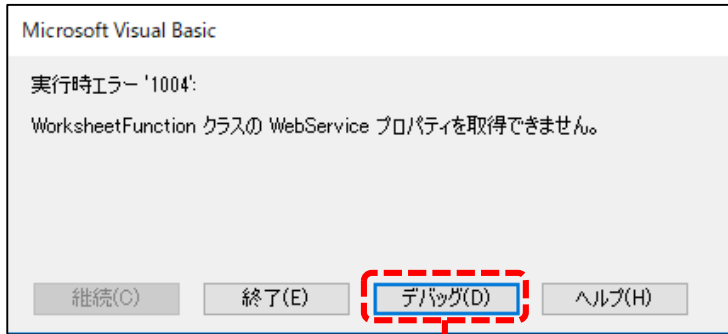 Microsoft Visual Basic
実行時エラー '1004':
WorksheetFunction クラスの WebService プロパティを取得できません。
継続(C)
終了(E)
デバッグ(D)
ヘルプ(H)